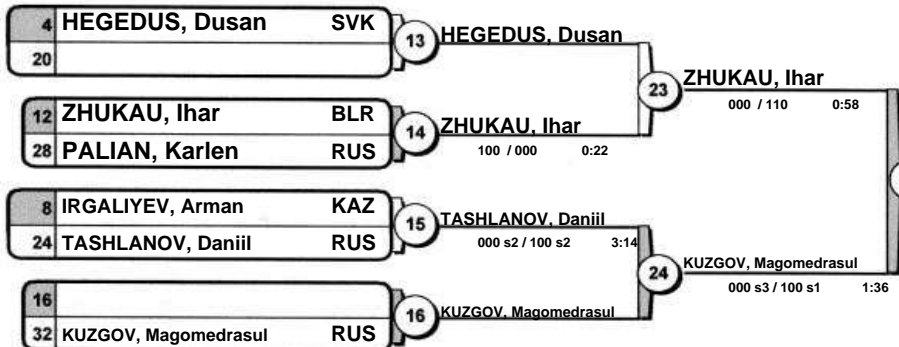 4 HEGEDUS, Dusan SVK
20
13 HEGEDUS, Dusan
12 ZHUKAU, Ihar BLR
28 PALIAN, Karlen RUS
14 ZHUKAU, Ihar
100 / 000 0:22
23 ZHUKAU, Ihar
000 / 110 0:58
8 IRGALIYEV, Arman KAZ
24 TASHLANOV, Daniil RUS
15 TASHLANOV, Daniil
000 s2 / 100 s2 3:14
16
32 KUZGOV, Magomedrasul RUS
16 KUZGOV, Magomedrasul
24 KUZGOV, Magomedrasul
000 s3 / 100 s1 1:36